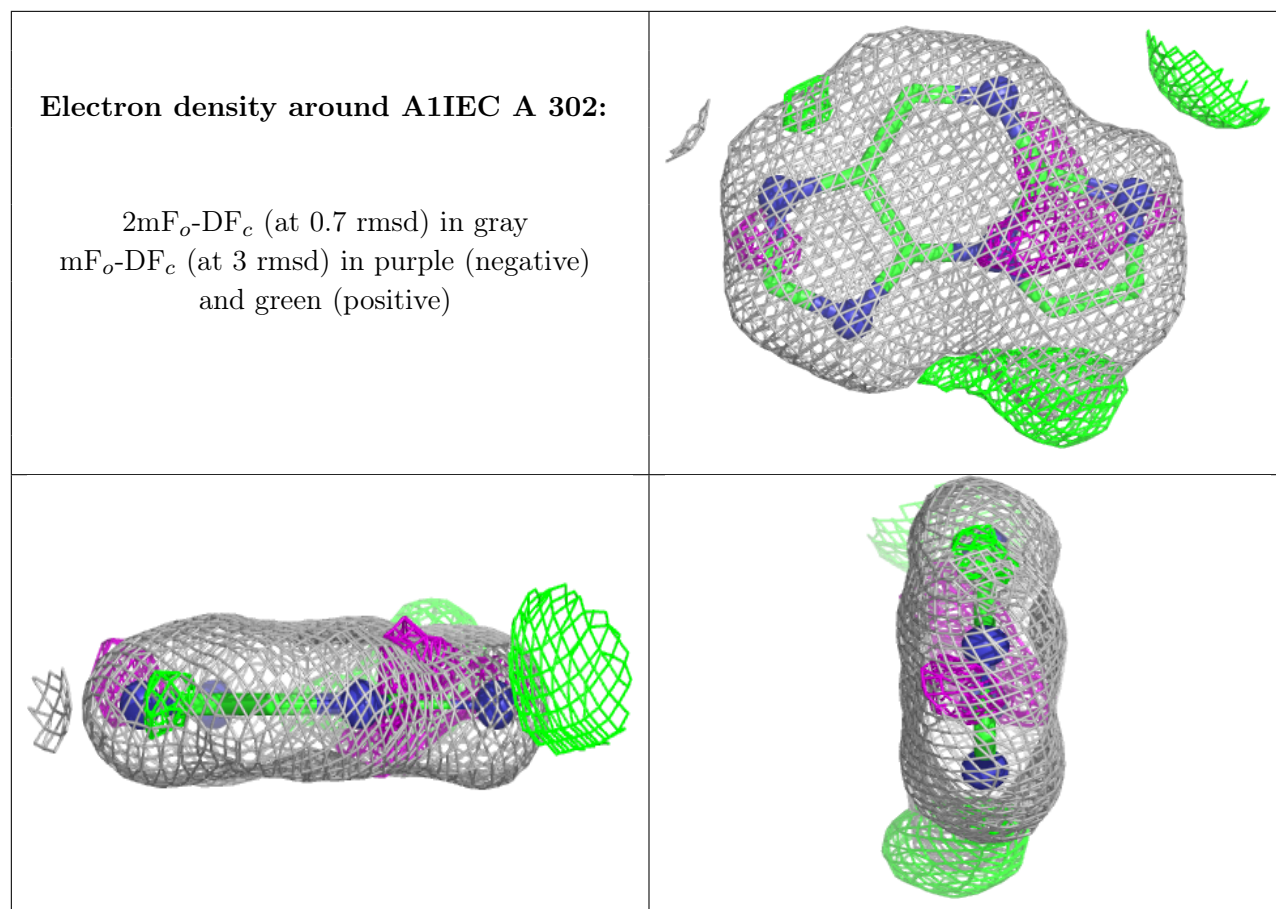 Electron density around A1IEC A 302:
2mFₒ-DF𝑐 (at 0.7 rmsd) in gray
mFₒ-DF𝑐 (at 3 rmsd) in purple (negative)
and green (positive)